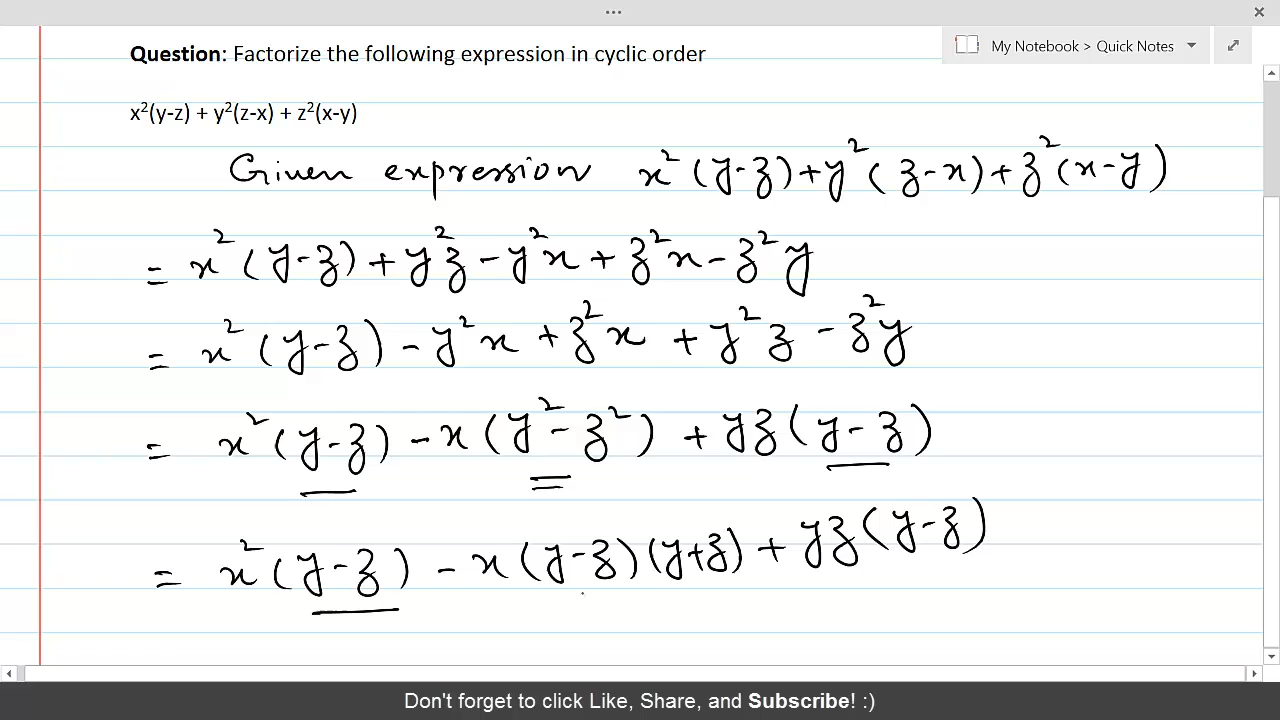 Question: Factorize the following expression in cyclic order
My Notebook > Quick Notes
x²(y-z) + y²(z-x) + z²(x-y)
Given expression x²(y-z)+y²(z-x)+z²(x-y)
= x²(y-z)+y²z-y²x+z²x-z²y
= x²(y-z)-y²x+z²x+y²z-z²y
= x²(y-z)-x(y²-z²)+yz(y-z)
= x²(y-z)-x(y-z)(y+z)+yz(y-z)
Don't forget to click Like, Share, and Subscribe! :)